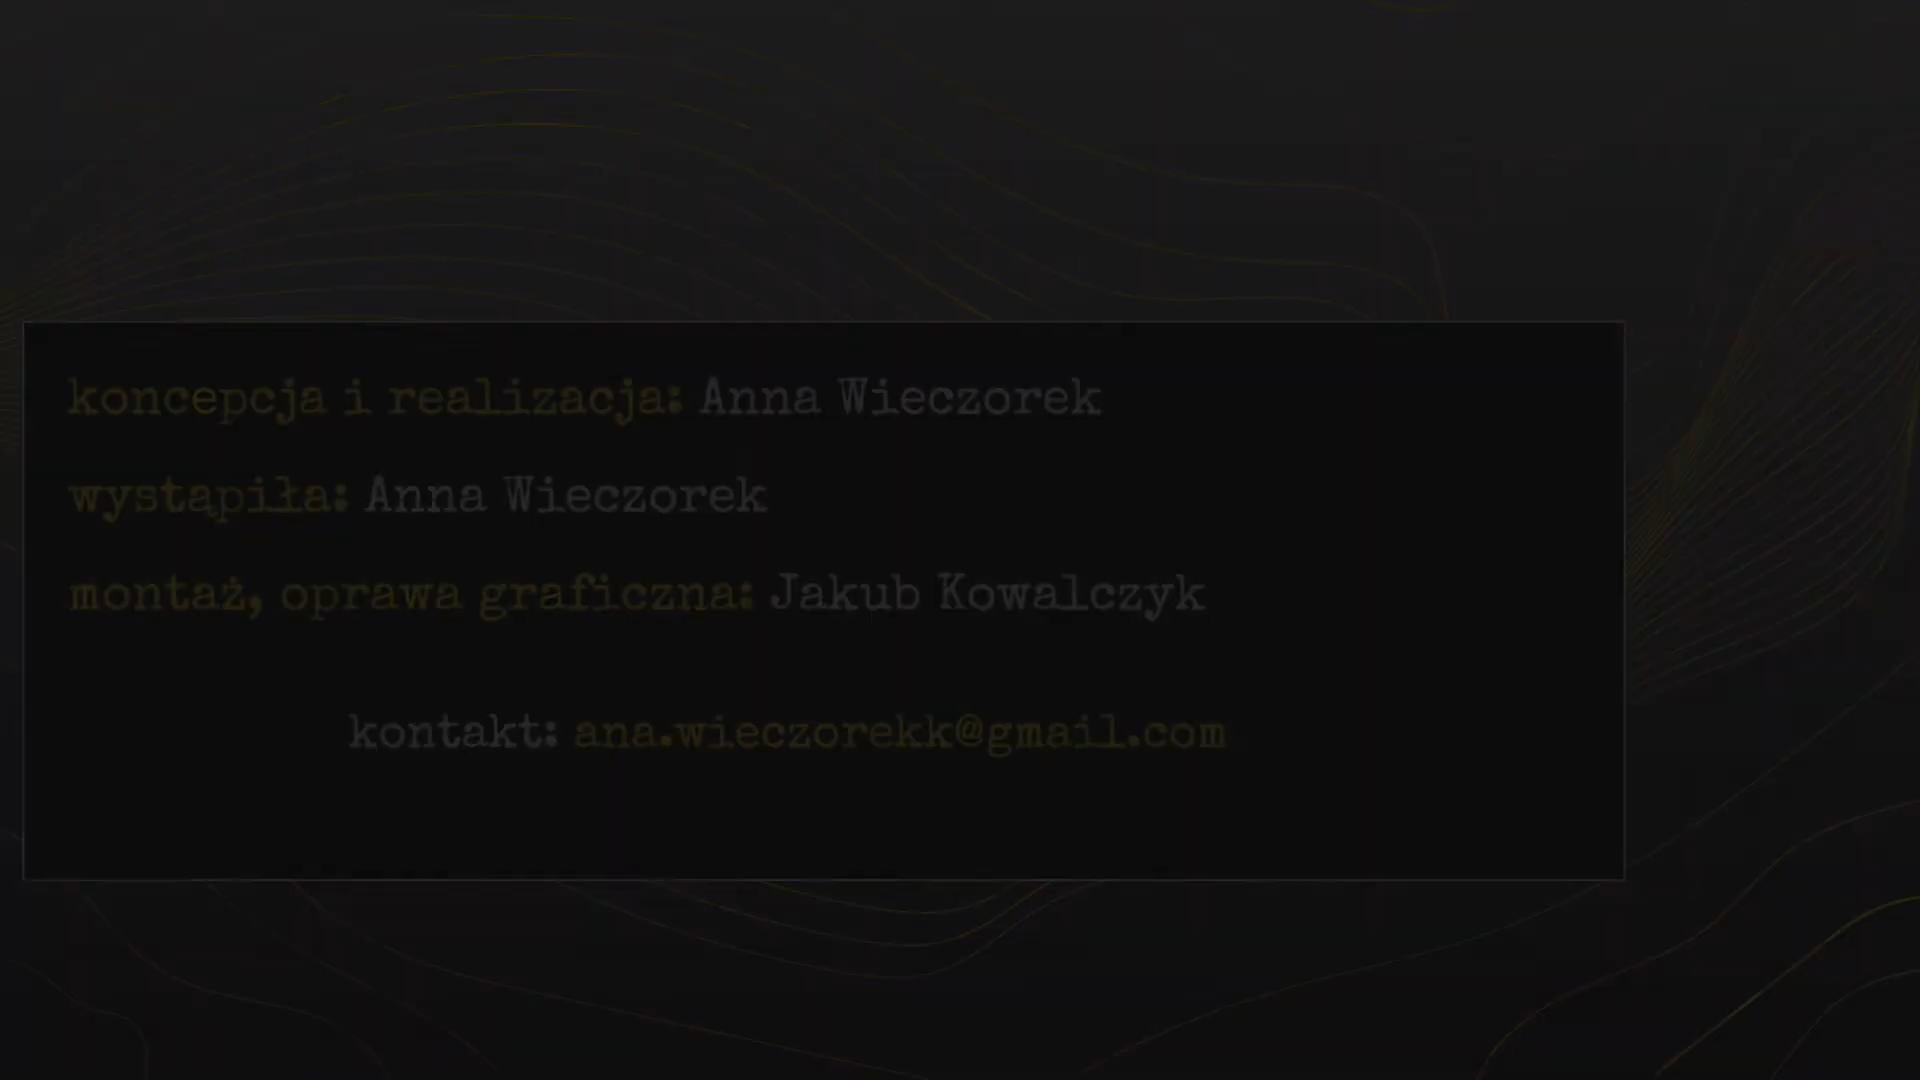 koncepcja i realizacja: Anna Wieczorek
wystąpiła: Anna Wieczorek
montaż, oprawa graficzna: Jakub Kowalczyk
kontakt: ana.wieczorekk@gmail.com